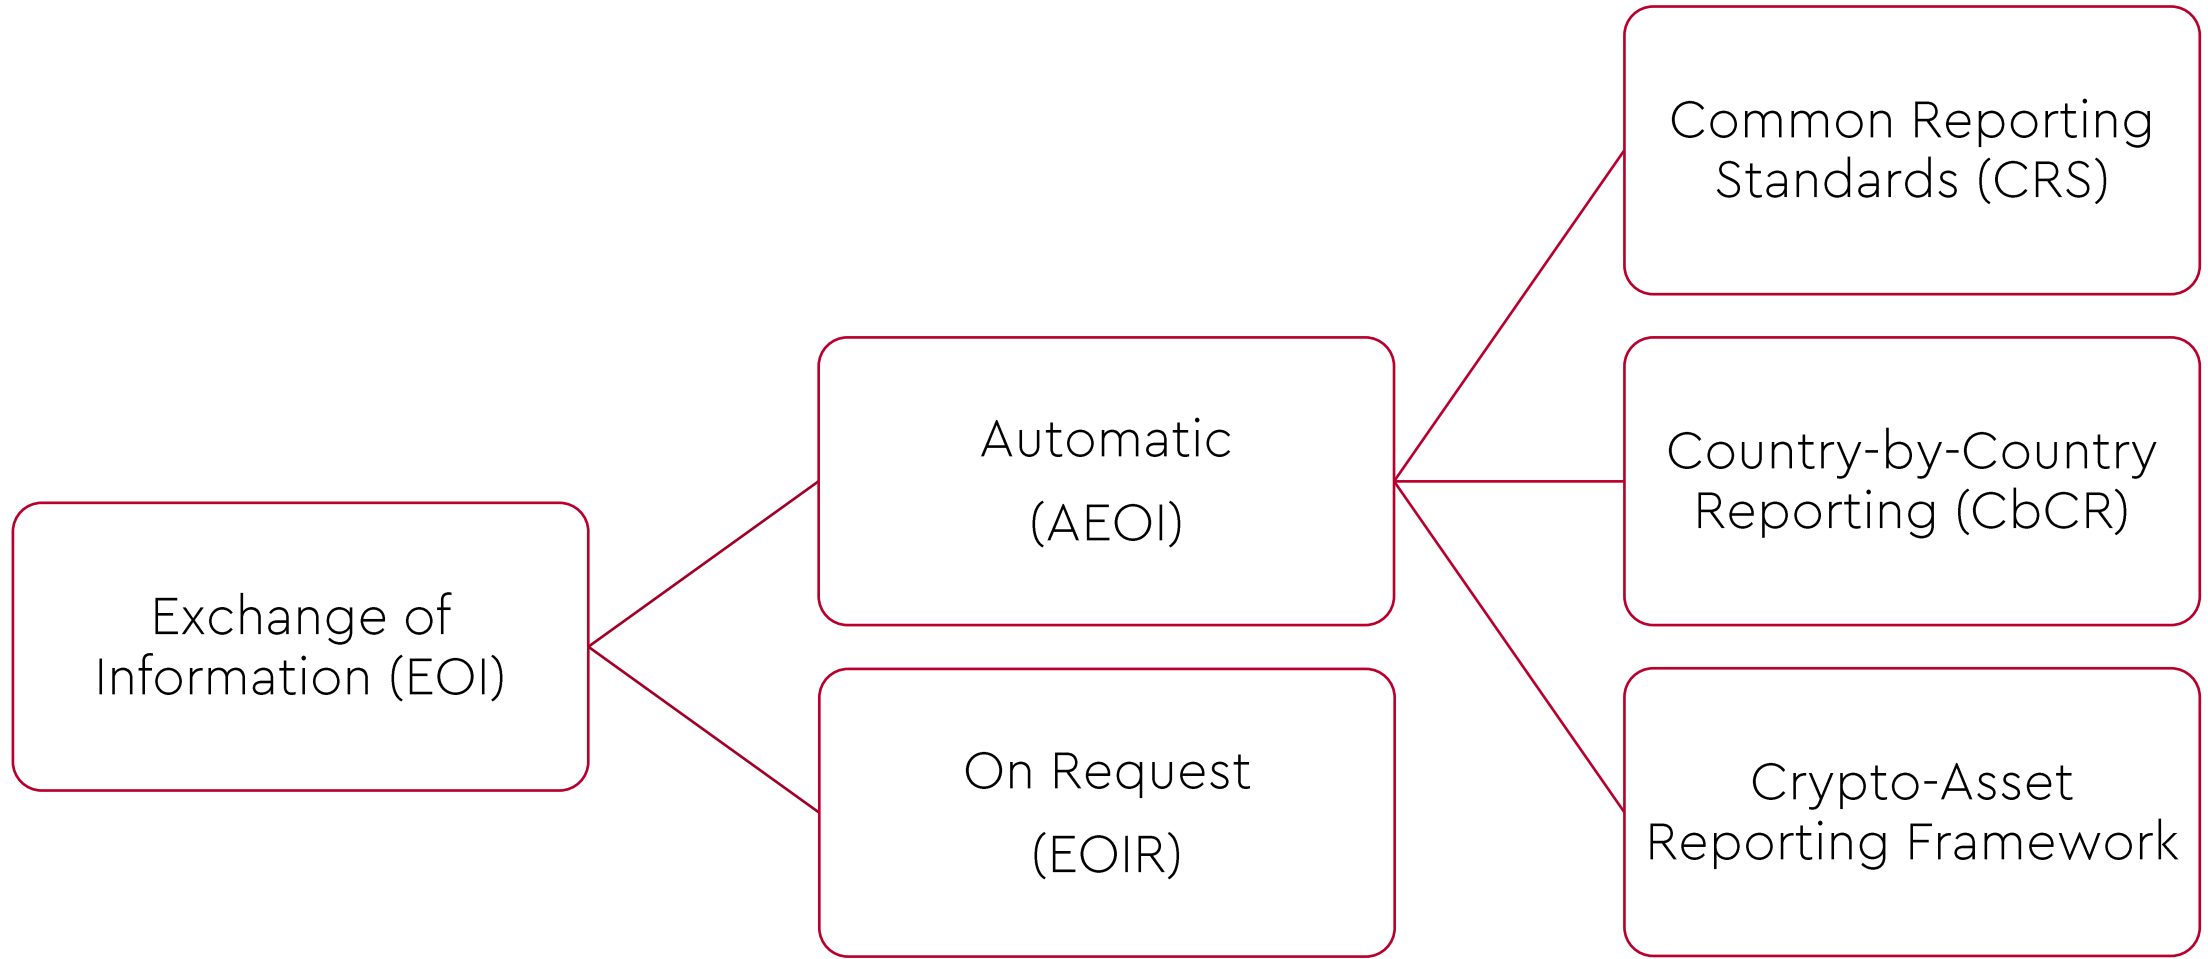 Exchange of
Information (EOI)
Automatic
(AEOI)
On Request
(EOIR)
Common Reporting
Standards (CRS)
Country-by-Country
Reporting (CbCR)
Crypto-Asset
Reporting Framework